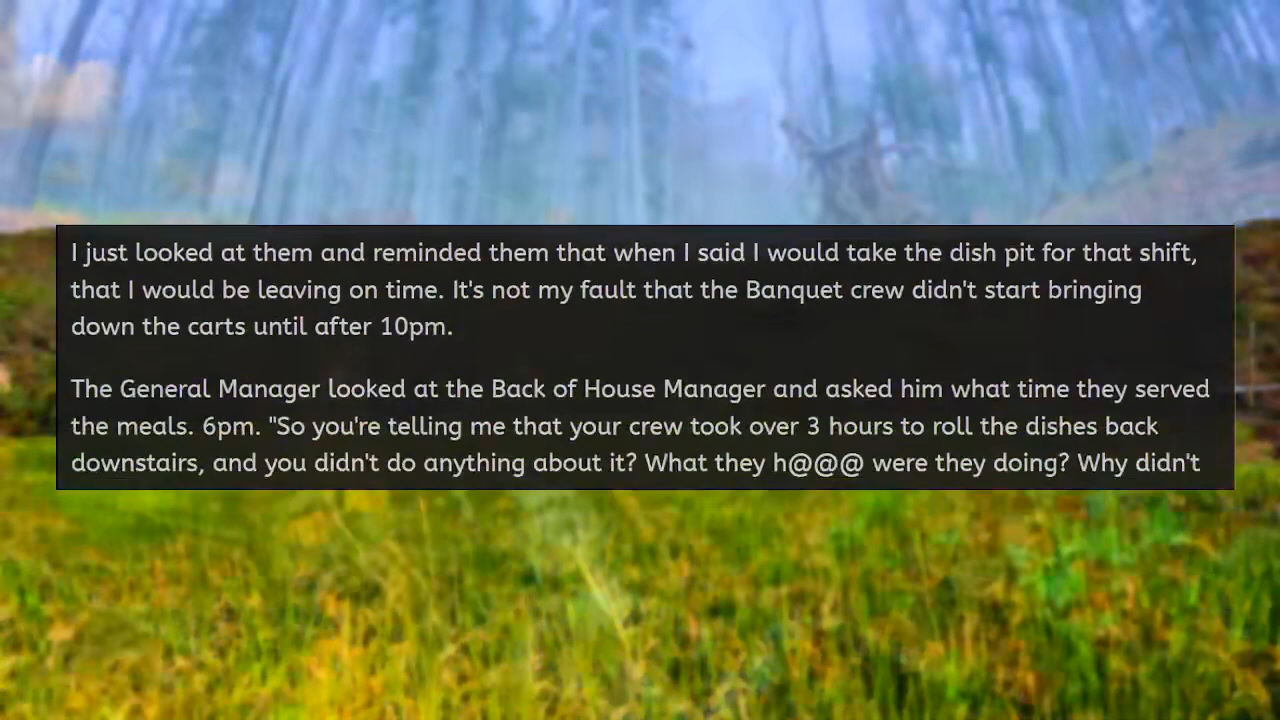 I just looked at them and reminded them that when I said I would take the dish pit for that shift,
that I would be leaving on time. It's not my fault that the Banquet crew didn't start bringing
down the carts until after 10pm.
The General Manager looked at the Back of House Manager and asked him what time they served
the meals. 6pm. "So you're telling me that your crew took over 3 hours to roll the dishes back
downstairs, and you didn't do anything about it? What they h@@@ were they doing? Why didn't